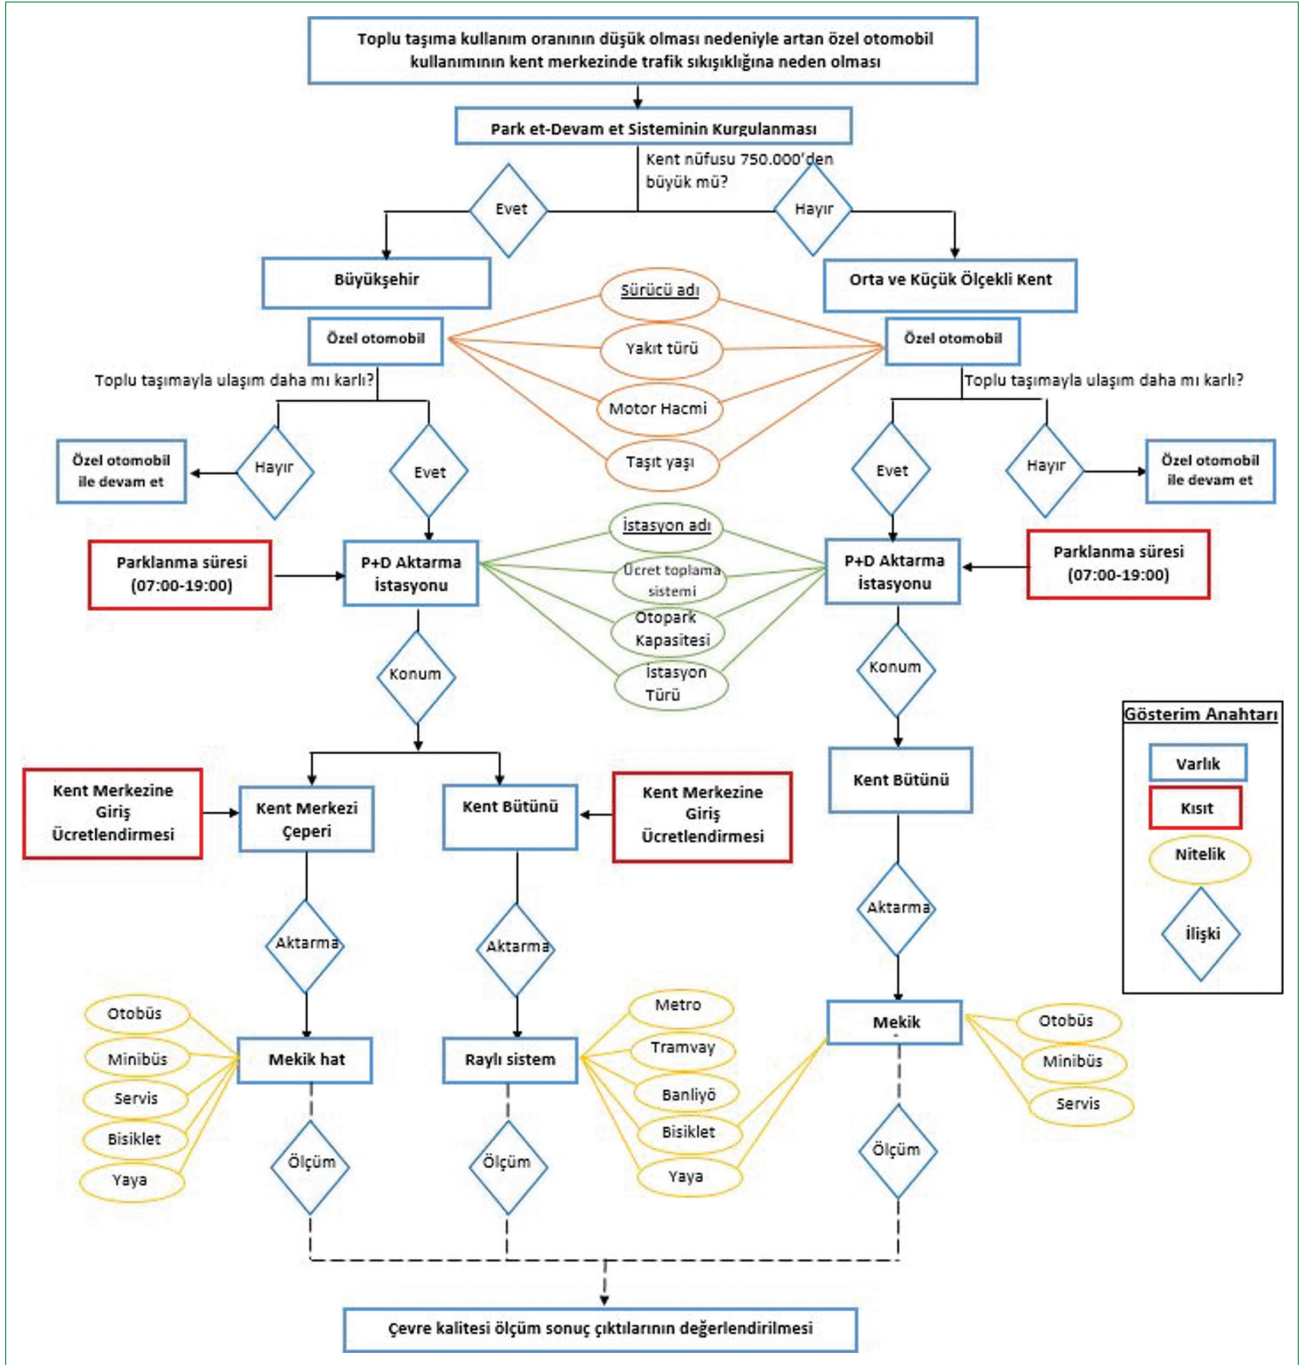 Toplu taşıma kullanım oranının düşük olması nedeniyle artan özel otomobil
kullanımının kent merkezinde trafik sıkışıklığına neden olması
Park et-Devam et Sisteminin Kurgulanması
Kent nüfusu 750.000'den
büyük mü?
Evet
Hayır
Büyükşehir
Orta ve Küçük Ölçekli Kent
Sürücü adı
Özel otomobil
Özel otomobil
Yakıt türü
Toplu taşımayla ulaşım daha mı karlı?
Toplu taşımayla ulaşım daha mı karlı?
Motor Hacmi
Taşıt yaşı
Özel otomobil
ile devam et
Hayır
Evet
Evet
Hayır
Özel otomobil
ile devam et
İstasyon adı
Parklanma süresi
(07:00-19:00)
P+D Aktarma
İstasyonu
Ücret toplama
sistemi
P+D Aktarma
İstasyonu
Parklanma süresi
(07:00-19:00)
Otopark
Kapasitesi
Konum
İstasyon
Türü
Konum
Gösterim Anahtarı
Varlık
Kısıt
Nitelik
İlişki
Kent Merkezine
Giriş
Ücretlendirmesi
Kent Merkezi
Çeperi
Kent Bütünü
Kent Merkezine
Giriş
Ücretlendirmesi
Kent Bütünü
Aktarma
Aktarma
Aktarma
Otobüs
Minibüs
Servis
Bisiklet
Yaya
Mekik hat
Raylı sistem
Metro
Tramvay
Banliyö
Bisiklet
Yaya
Mekik
Otobüs
Minibüs
Servis
Ölçüm
Ölçüm
Ölçüm
Çevre kalitesi ölçüm sonuç çıktılarının değerlendirilmesi